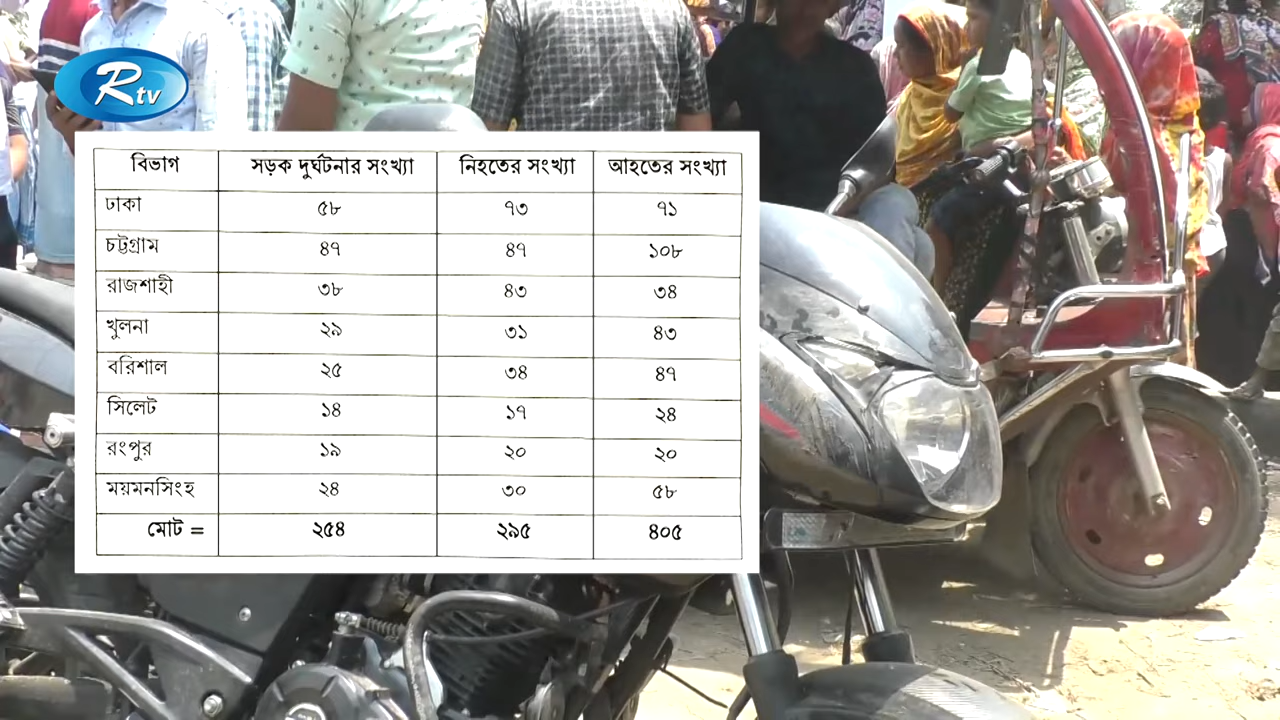 Rtv
বিভাগ সড়ক দুর্ঘটনার সংখ্যা নিহতের সংখ্যা আহতের সংখ্যা
ঢাকা ৫৮ ৭৩ ৭১
চট্টগ্রাম ৪৭ ৪৭ ১০৮
রাজশাহী ৩৮ ৪৩ ৩৪
খুলনা ২৯ ৩১ ৪৩
বরিশাল ২৫ ৩৪ ৪৭
সিলেট ১৪ ১৭ ২৪
রংপুর ১৯ ২০ ২০
ময়মনসিংহ ২৪ ৩০ ৫৮
মোট = ২৫৪ ২৯৫ ৪০৫